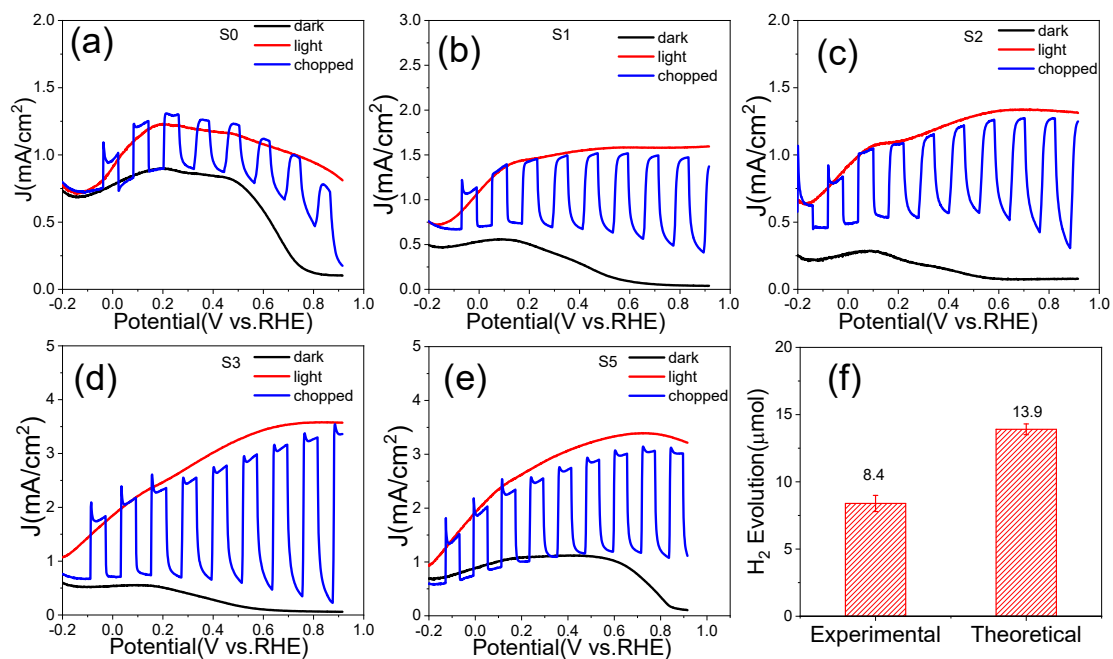 (a)
S0
dark
light
chopped
2.0
1.5
1.0
0.5
0.0
J(mA/cm²)
-0.2 0.0 0.2 0.4 0.6 0.8 1.0
Potential(V vs.RHE)
(b)
S1
dark
light
chopped
3.0
2.5
2.0
1.5
1.0
0.5
0.0
J(mA/cm²)
-0.2 0.0 0.2 0.4 0.6 0.8 1.0
Potential(V vs.RHE)
(c)
S2
dark
light
chopped
2.0
1.5
1.0
0.5
0.0
J(mA/cm²)
-0.2 0.0 0.2 0.4 0.6 0.8 1.0
Potential(V vs.RHE)
(d)
S3
dark
light
chopped
5
4
3
2
1
0
J(mA/cm²)
-0.2 0.0 0.2 0.4 0.6 0.8 1.0
Potential(V vs.RHE)
(e)
S5
dark
light
chopped
5
4
3
2
1
0
J(mA/cm²)
-0.2 0.0 0.2 0.4 0.6 0.8 1.0
Potential(V vs.RHE)
(f)
20
15
10
5
0
H₂ Evolution(μmol)
8.4
13.9
Experimental Theoretical